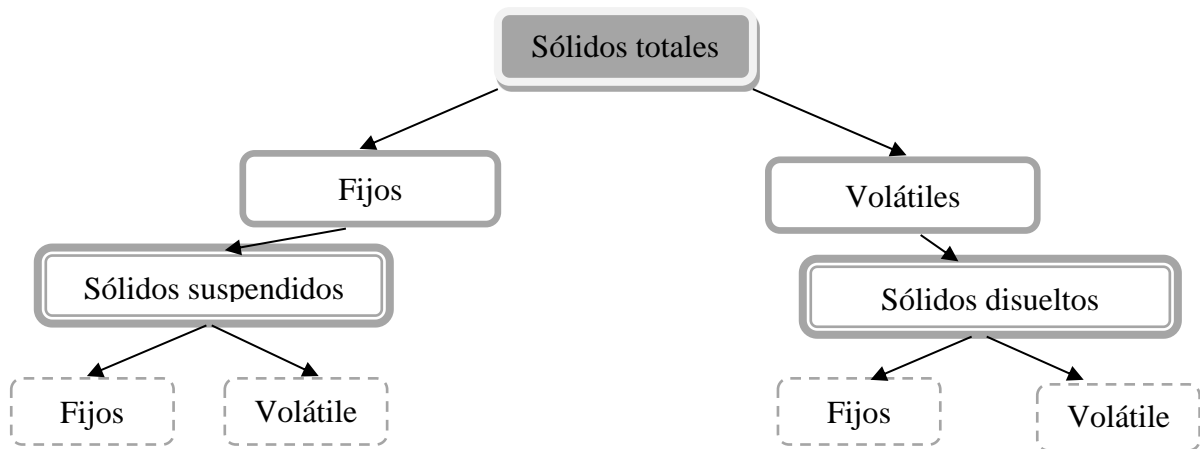 Sólidos totales
Fijos
Volátiles
Sólidos suspendidos
Sólidos disueltos
Fijos
Volátile
Fijos
Volátile